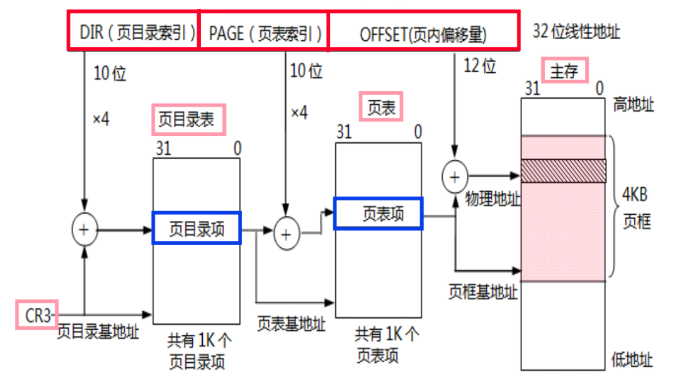 DIR（页目录索引）
PAGE（页表索引）
OFFSET(页内偏移量)
32位线性地址
10位
10位
12位
×4
×4
页目录表
页表
主存
31
0
31
0
31
0
高地址
页目录项
页表项
+
+
+
物理地址
4KB
页框
CR3
页目录基地址
页表基地址
页框基地址
共有1K个
页目录项
共有1K个
页表项
低地址